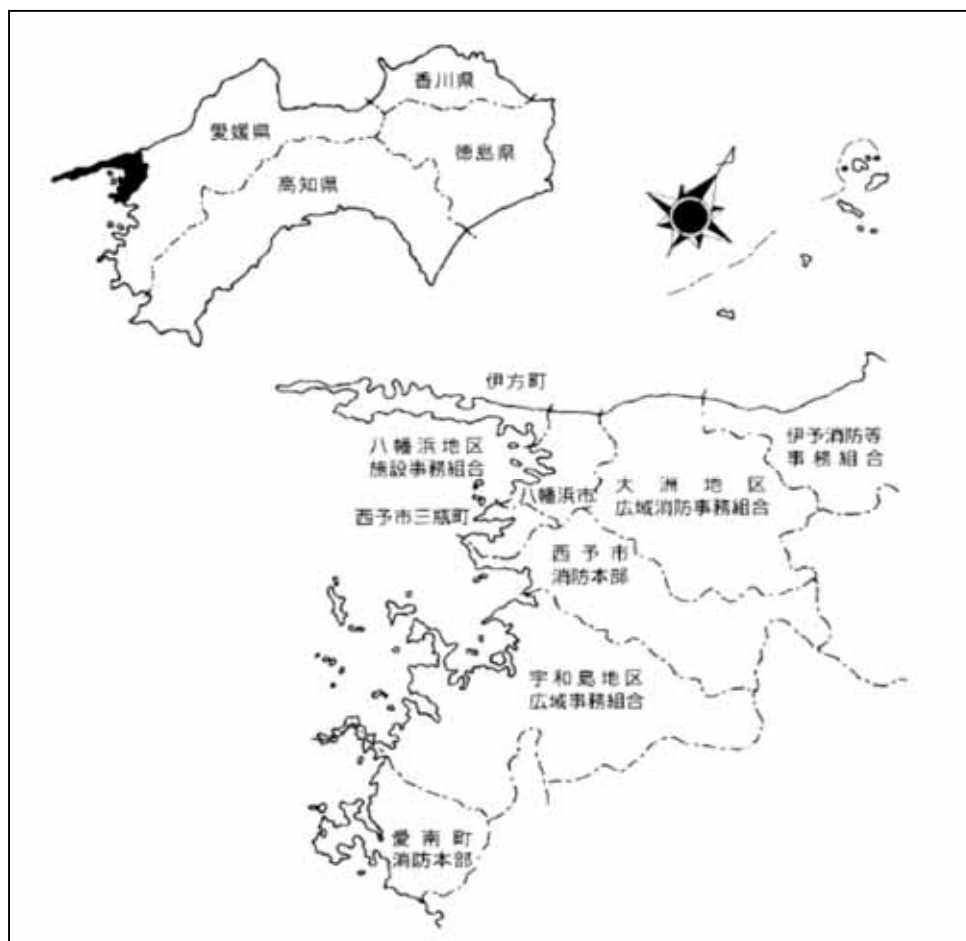 香川県
愛媛県
徳島県
高知県
伊方町
八幡浜地区
施設事務組合
伊予消防等
事務組合
八幡浜市
大洲地区
広域消防事務組合
西予市三瓶町
西予市
消防本部
宇和島地区
広域事務組合
愛南町
消防本部